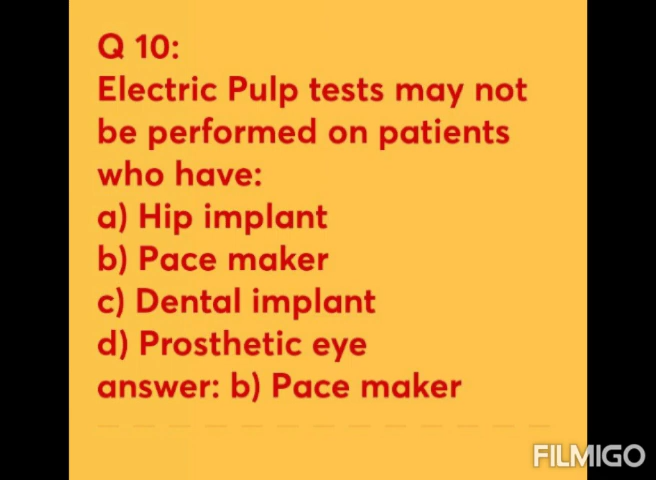 Q 10:
Electric Pulp tests may not
be performed on patients
who have:
a) Hip implant
b) Pace maker
c) Dental implant
d) Prosthetic eye
answer: b) Pace maker
FILMIGO